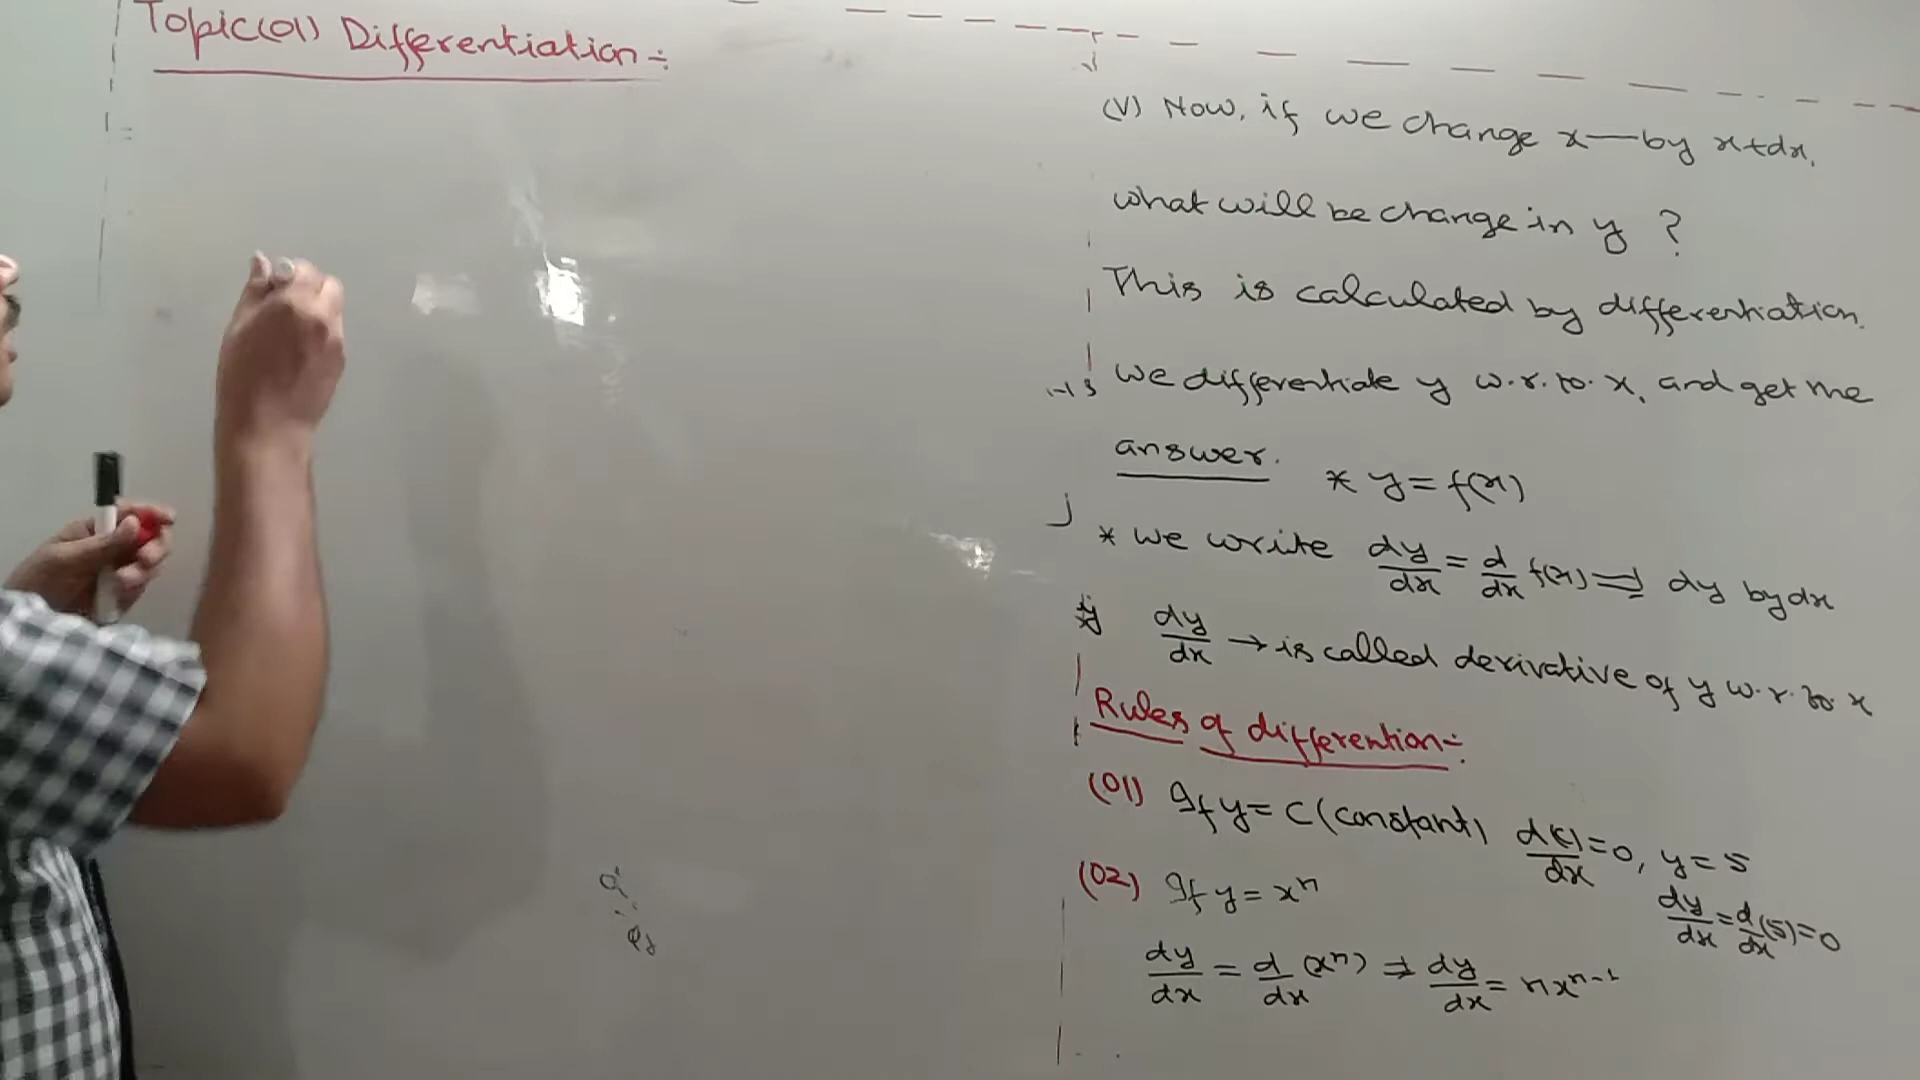 Topic(01) Differentiation:-
(V) Now, if we change x—by x+dx,
what will be change in y ?
This is calculated by differentiation.
we differentiate y w.r.to. x, and get the
answer. * y = f(x)
* we write dy/dx = d/dx f(x) ⇒ dy by dx
* dy/dx → is called derivative of y w.r.to x
Rules of differention:-
(01) If y = C (constant) d(c)/dx = 0, y = 5
dy/dx = d/dx (5) = 0
(02) If y = xⁿ
dy/dx = d/dx (xⁿ) ⇒ dy/dx = nxⁿ⁻¹